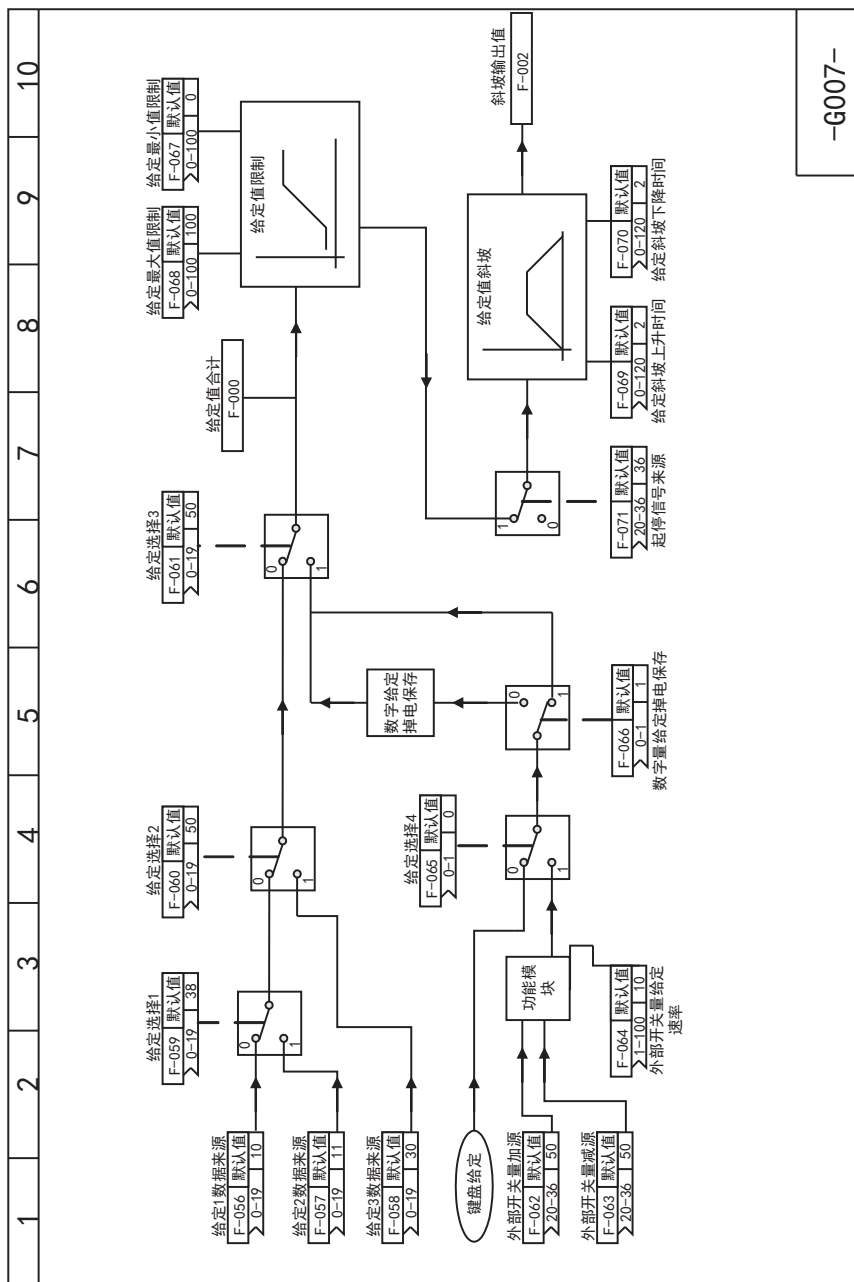 1
2
3
4
5
6
7
8
9
10
给定1数据来源
F-056 默认值
0-19 10
给定2数据来源
F-057 默认值
0-19 11
给定3数据来源
F-058 默认值
0-19 30
给定选择1
F-059 默认值
0-19 38
0
1
给定选择2
F-060 默认值
0-19 50
0
1
给定选择3
F-061 默认值
0-19 50
0
1
给定值合计
F-000
给定最大值限制
F-068 默认值
0-100 100
给定最小值限制
F-067 默认值
0-100 0
给定值限制
键盘给定
外部开关量加源
F-062 默认值
20-36 50
外部开关量减源
F-063 默认值
20-36 50
功能模
块
F-064 默认值
1-100 10
外部开关量给定
速率
给定选择4
F-065 默认值
0-1 0
0
1
数字给定
掉电保存
0
1
F-066 默认值
0-1 1
数字量给定掉电保存
1
0
F-071 默认值
20-36 36
起停信号来源
给定值斜坡
F-069 默认值
0-120 2
给定斜坡上升时间
F-070 默认值
0-120 2
给定斜坡下降时间
斜坡输出值
F-002
-G007-